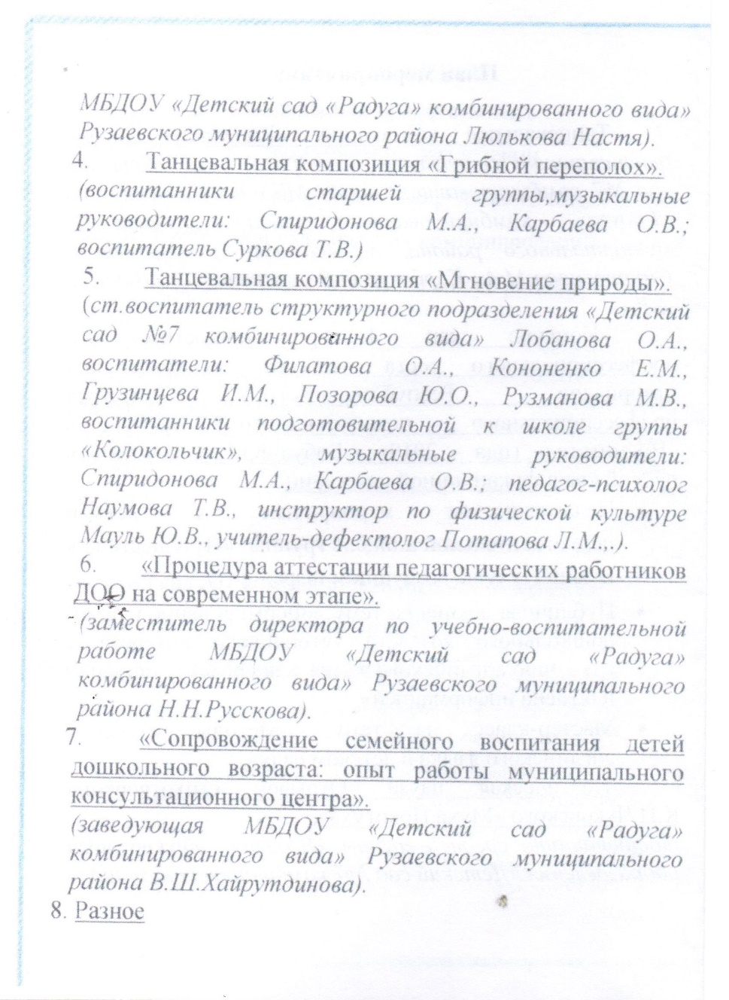 МБДОУ «Детский сад «Радуга» комбинированного вида»
Рузаевского муниципального района Люлькова Настя).
4. Танцевальная композиция «Грибной переполох».
(воспитанники старшей группы,музыкальные
руководители: Спиридонова М.А., Карбаева О.В.;
воспитатель Суркова Т.В.)
5. Танцевальная композиция «Мгновение природы».
(ст.воспитатель структурного подразделения «Детский
сад №7 комбинированного вида» Лобанова О.А.,
воспитатели: Филатова О.А., Кононенко Е.М.,
Грузинцева И.М., Позорова Ю.О., Рузманова М.В.,
воспитанники подготовительной к школе группы
«Колокольчик», музыкальные руководители:
Спиридонова М.А., Карбаева О.В.; педагог-психолог
Наумова Т.В., инструктор по физической культуре
Мауль Ю.В., учитель-дефектолог Потапова Л.М.,.).
6. «Процедура аттестации педагогических работников
ДОО на современном этапе».
(заместитель директора по учебно-воспитательной
работе МБДОУ «Детский сад «Радуга»
комбинированного вида» Рузаевского муниципального
района Н.Н.Русскова).
7. «Сопровождение семейного воспитания детей
дошкольного возраста: опыт работы муниципального
консультационного центра».
(заведующая МБДОУ «Детский сад «Радуга»
комбинированного вида» Рузаевского муниципального
района В.Ш.Хайрутдинова).
8. Разное